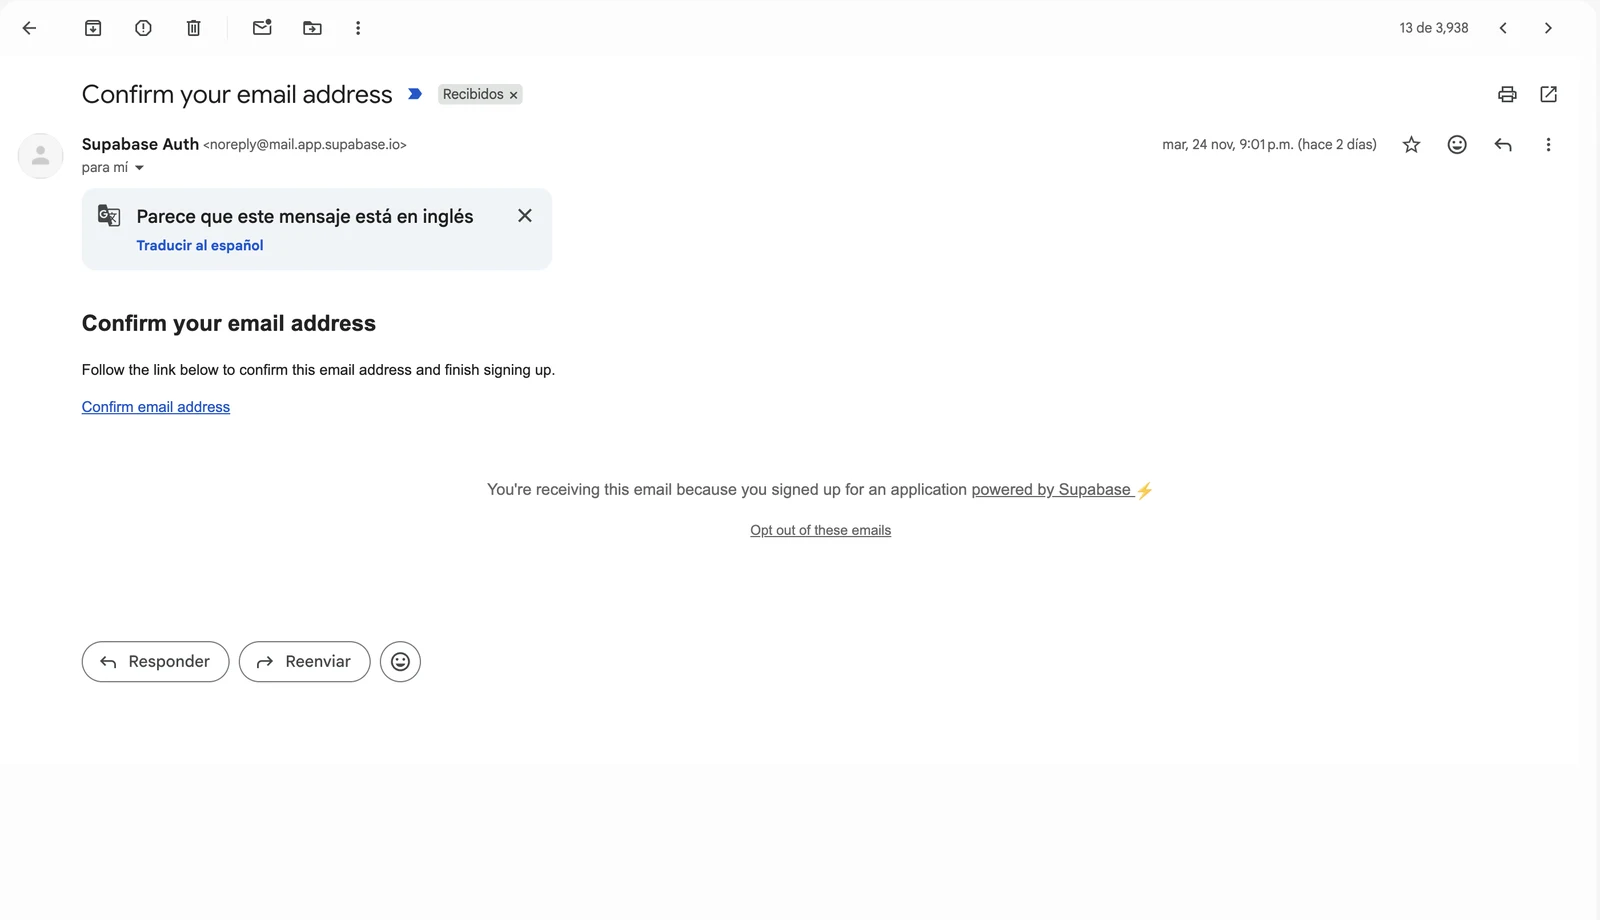 13 de 3,938
Confirm your email address Recibidos ×
Supabase Auth <noreply@mail.app.supabase.io> mar, 24 nov, 9:01 p.m. (hace 2 días)
para mí
Parece que este mensaje está en inglés
Traducir al español
Confirm your email address
Follow the link below to confirm this email address and finish signing up.
Confirm email address
You're receiving this email because you signed up for an application powered by Supabase ⚡
Opt out of these emails
Responder Reenviar